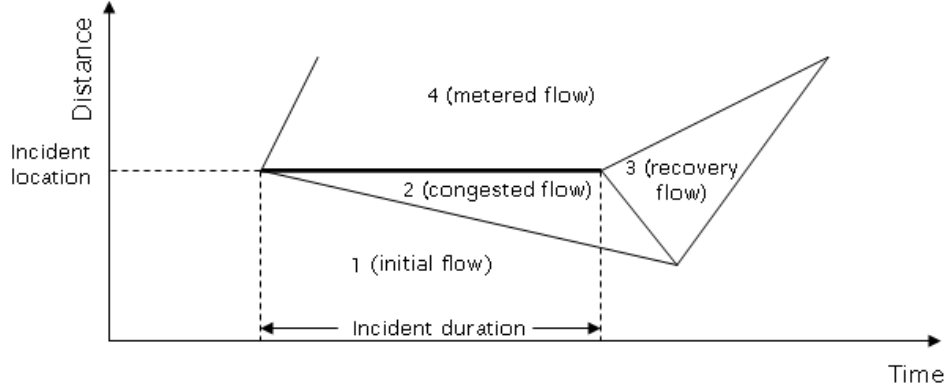 Distance
4 (metered flow)
Incident
location
3 (recovery
flow)
2 (congested flow)
1 (initial flow)
Incident duration
Time